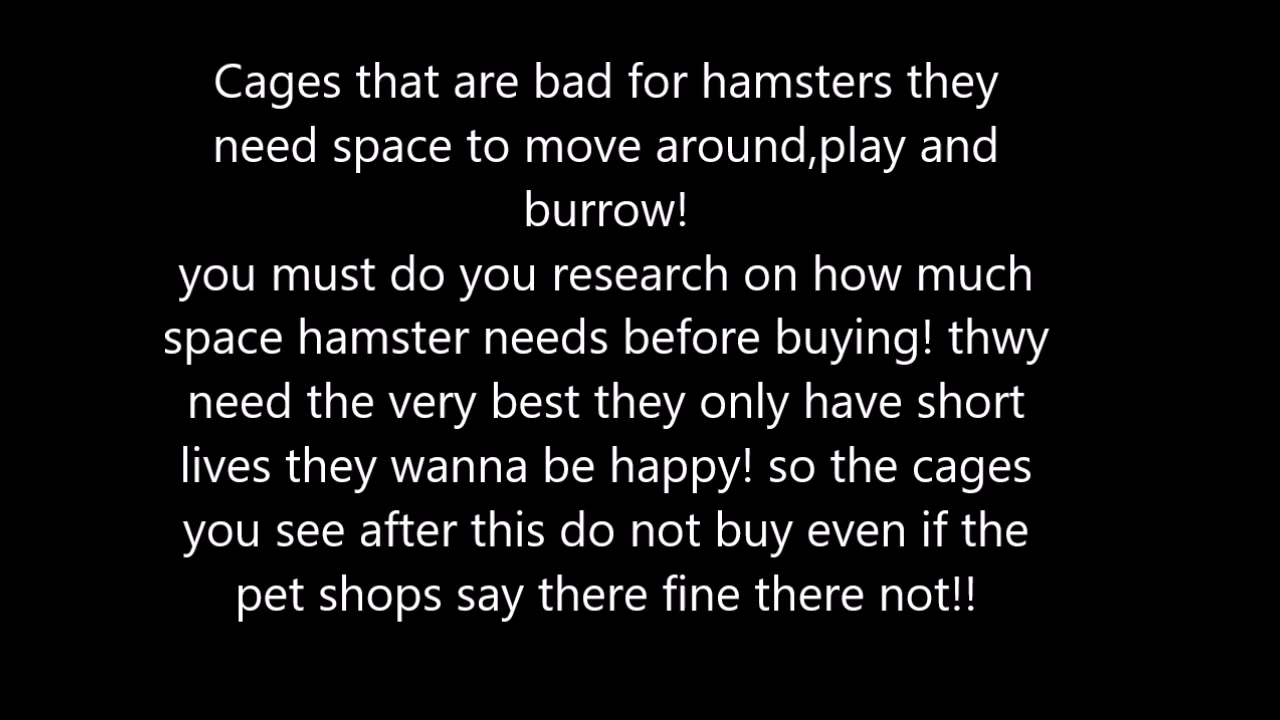 Cages that are bad for hamsters they
need space to move around,play and
burrow!
you must do you research on how much
space hamster needs before buying! thwy
need the very best they only have short
lives they wanna be happy! so the cages
you see after this do not buy even if the
pet shops say there fine there not!!